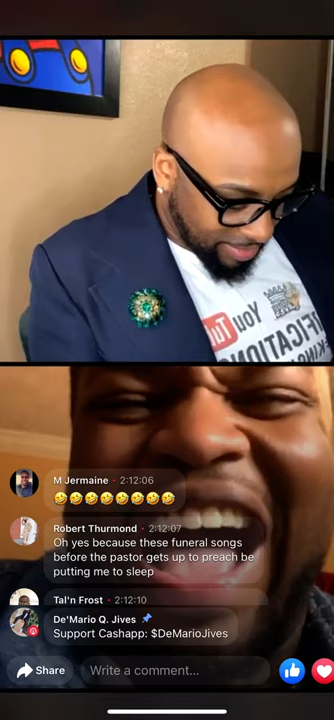 You
Tube
M Jermaine • 2:12:06
🤣🤣🤣🤣🤣🤣🤣🤣🤣
Robert Thurmond • 2:12:07
Oh yes because these funeral songs
before the pastor gets up to preach be
putting me to sleep
Tal'n Frost • 2:12:10
De'Mario Q. Jives 📌
Support Cashapp: $DeMarioJives
Share
Write a comment...